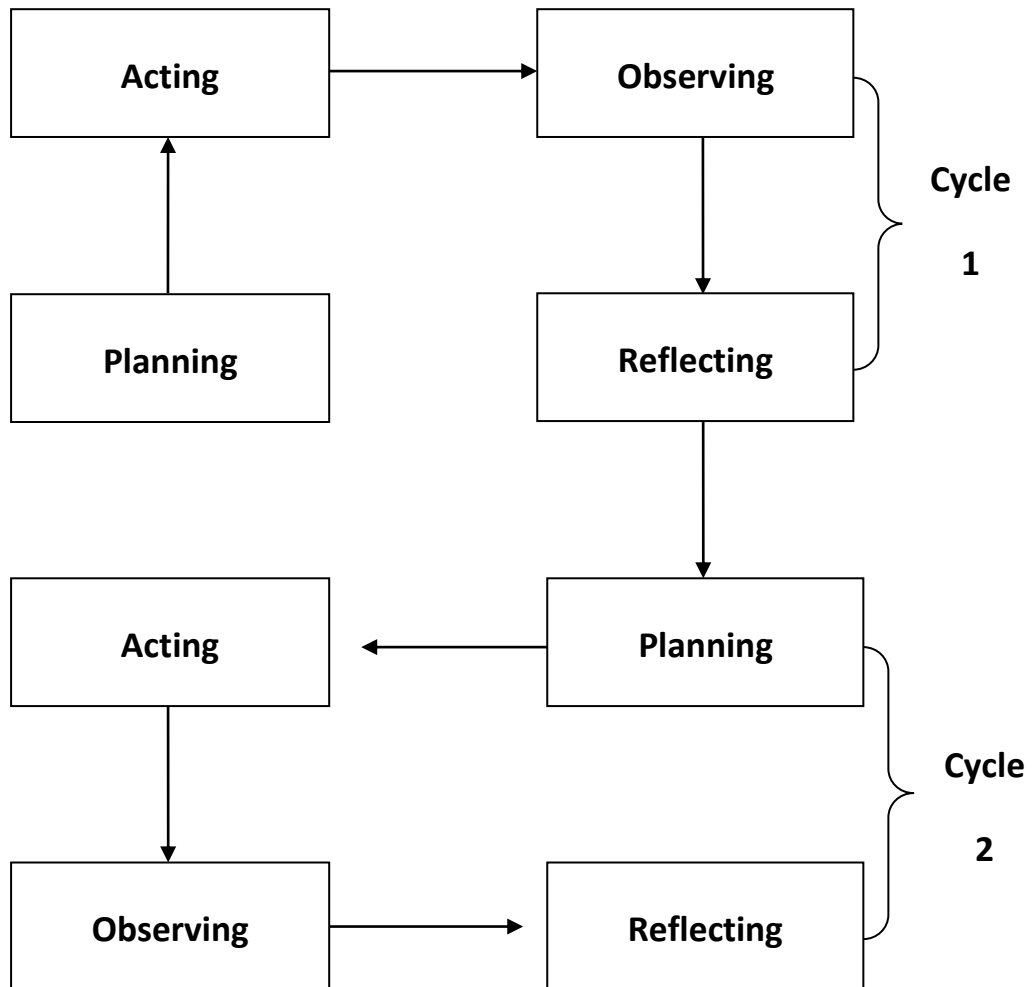 Acting
Observing
Cycle
1
Planning
Reflecting
Acting
Planning
Cycle
2
Observing
Reflecting